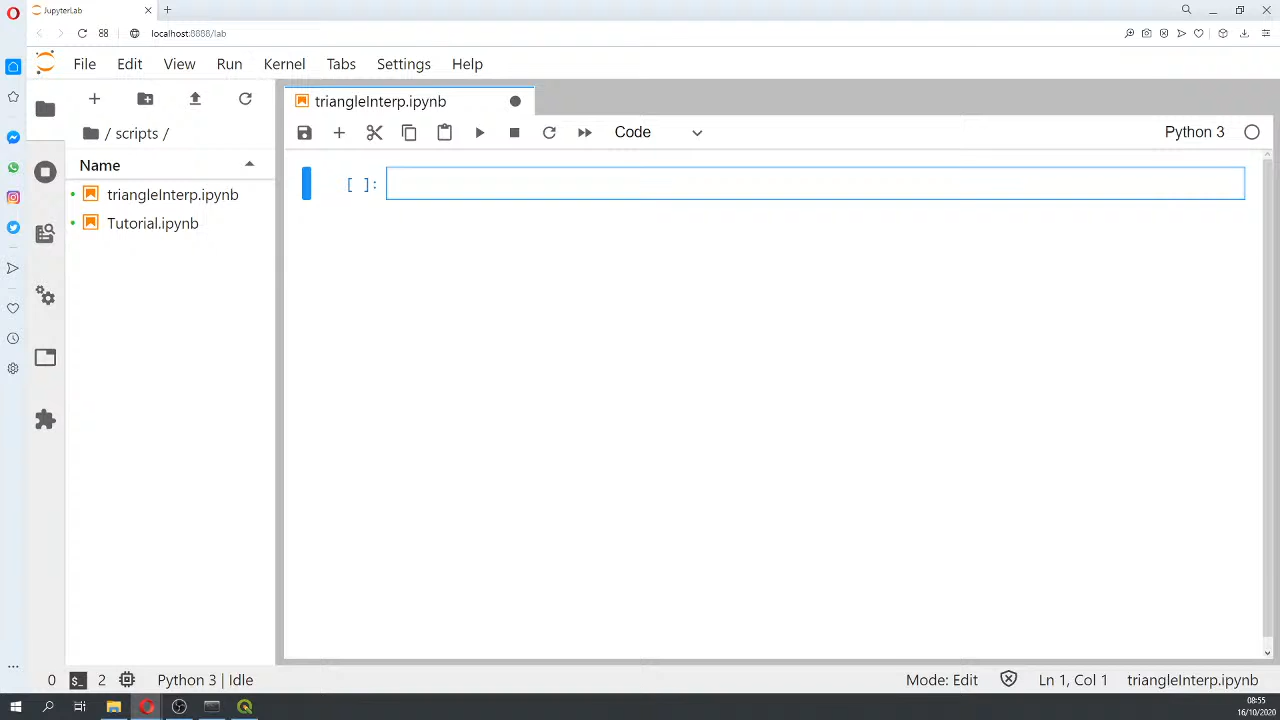 JupyterLab
localhost:8888/lab
File Edit View Run Kernel Tabs Settings Help
/ scripts /
Name
triangleInterp.ipynb
Tutorial.ipynb
triangleInterp.ipynb
Code
Python 3
[ ]:
0 $_ 2 Python 3 | Idle
Mode: Edit Ln 1, Col 1 triangleInterp.ipynb
08:55
16/10/2020